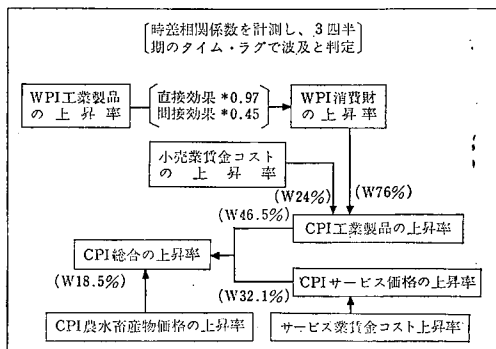 時差相関係数を計測し、3四半
期のタイム・ラグで波及と判定
WPI工業製品
の上昇率
直接効果*0.97
間接効果*0.45
WPI消費財
の上昇率
小売業賃金コスト
の上昇率
(W24%)
(W76%)
(W46.5%)
CPI工業製品の上昇率
CPI総合の上昇率
(W18.5%)
(W32.1%)
CPIサービス価格の上昇率
CPI農水畜産物価格の上昇率
サービス業賃金コスト上昇率